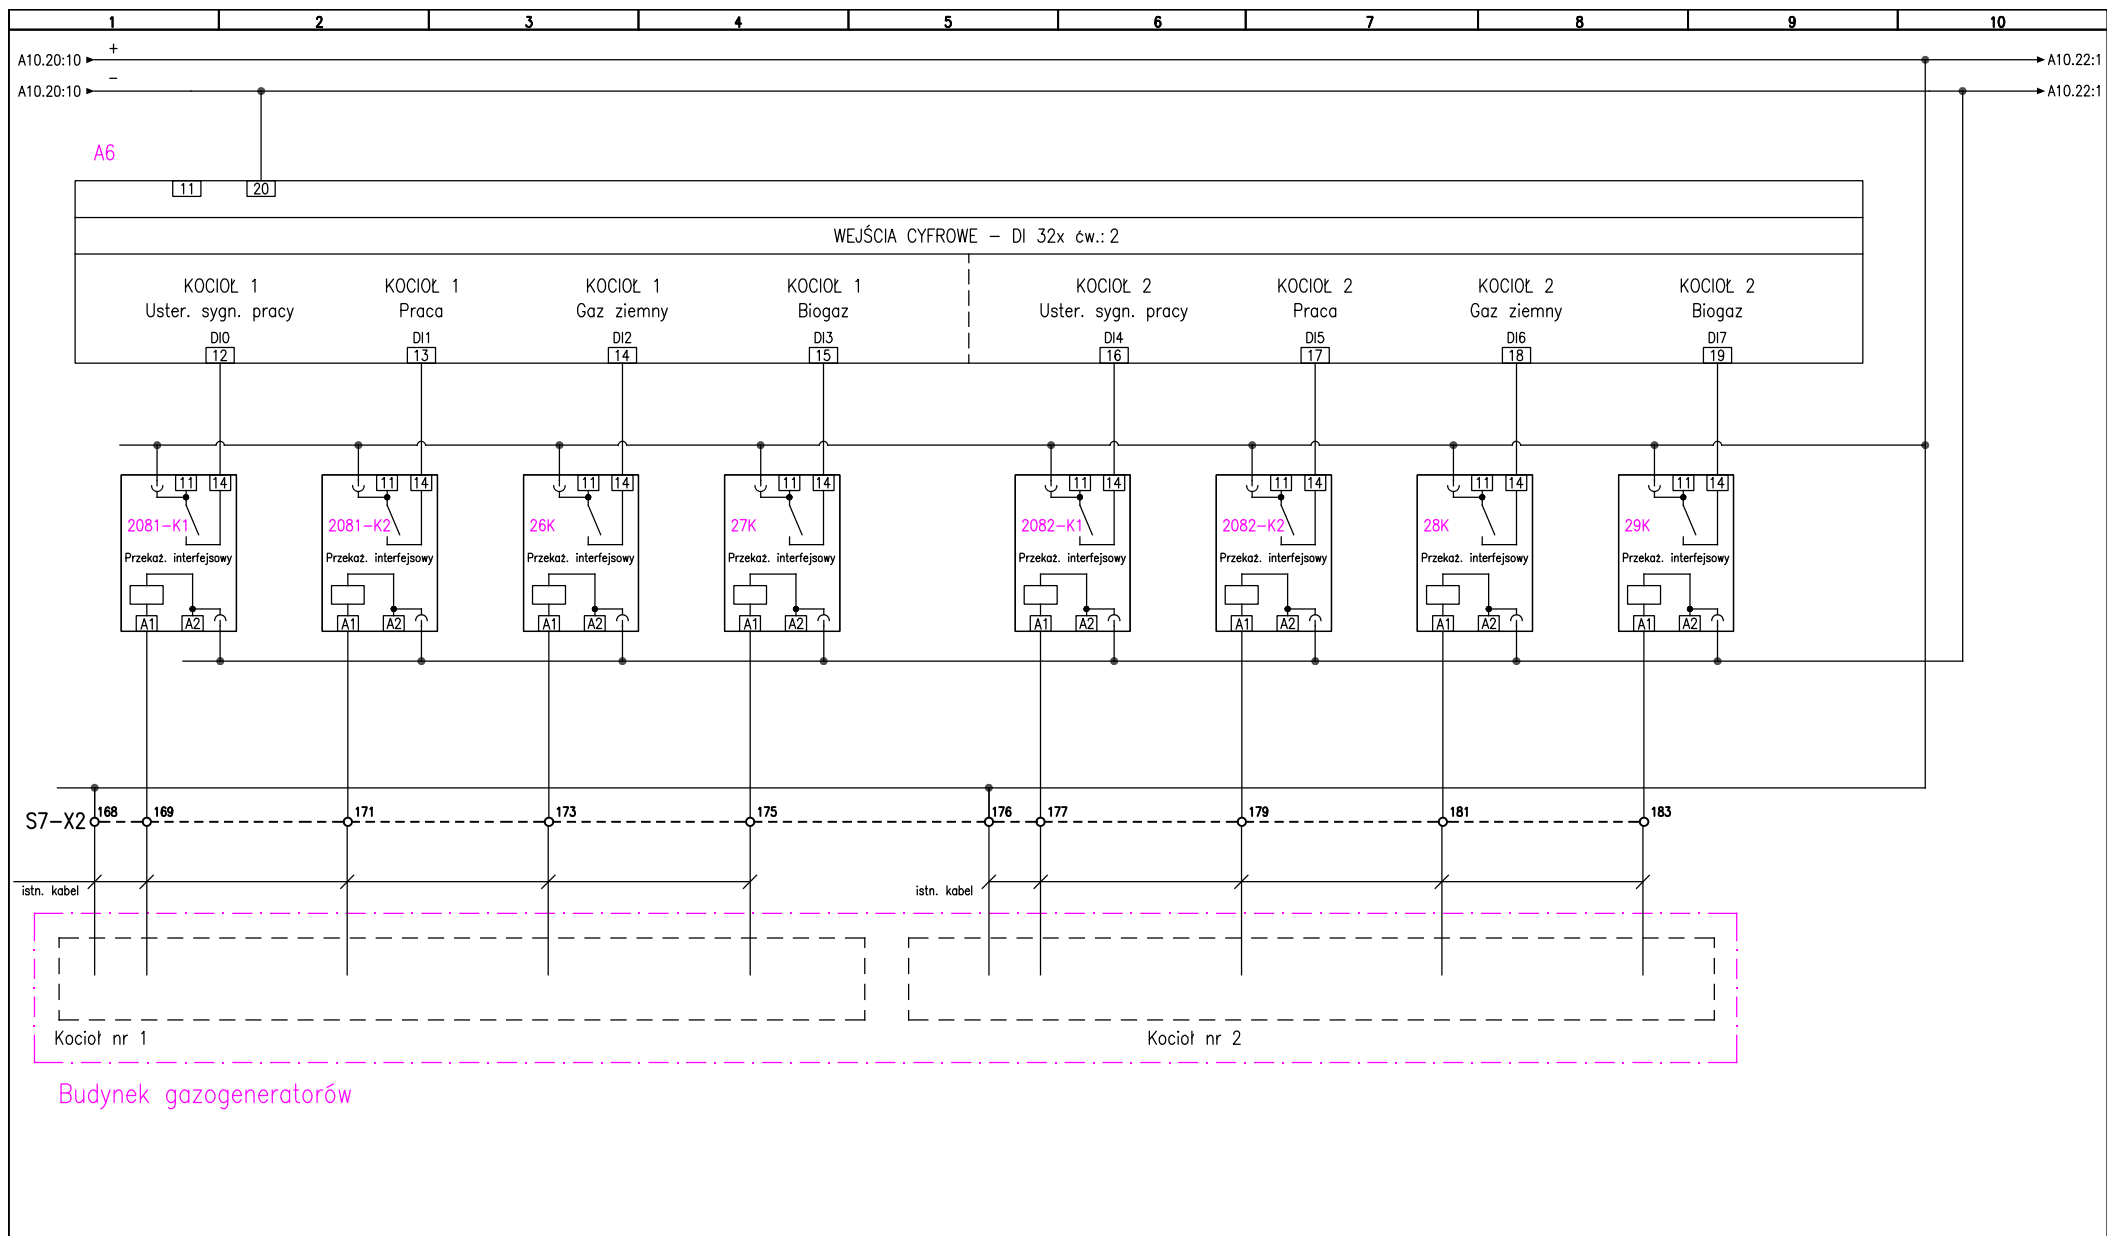 1 2 3 4 5 6 7 8 9 10
+
A10.20:10 A10.22:1
−
A10.20:10 A10.22:1
A6
11 20
WEJŚCIA CYFROWE − DI 32x ćw.: 2
KOCIOŁ 1 KOCIOŁ 1 KOCIOŁ 1 KOCIOŁ 1 KOCIOŁ 2 KOCIOŁ 2 KOCIOŁ 2 KOCIOŁ 2
Uster. sygn. pracy Praca Gaz ziemny Biogaz Uster. sygn. pracy Praca Gaz ziemny Biogaz
DI0 DI1 DI2 DI3 DI4 DI5 DI6 DI7
12 13 14 15 16 17 18 19
11 14 11 14 11 14 11 14 11 14 11 14 11 14 11 14
2081−K1 2081−K2 26K 27K 2082−K1 2082−K2 28K 29K
Przekaź. interfejsowy Przekaź. interfejsowy Przekaź. interfejsowy Przekaź. interfejsowy Przekaź. interfejsowy Przekaź. interfejsowy Przekaź. interfejsowy Przekaź. interfejsowy
A1 A2 A1 A2 A1 A2 A1 A2 A1 A2 A1 A2 A1 A2 A1 A2
S7−X2 168 169 171 173 175 176 177 179 181 183
istn. kabel istn. kabel
Kocioł nr 1 Kocioł nr 2
Budynek gazogeneratorów